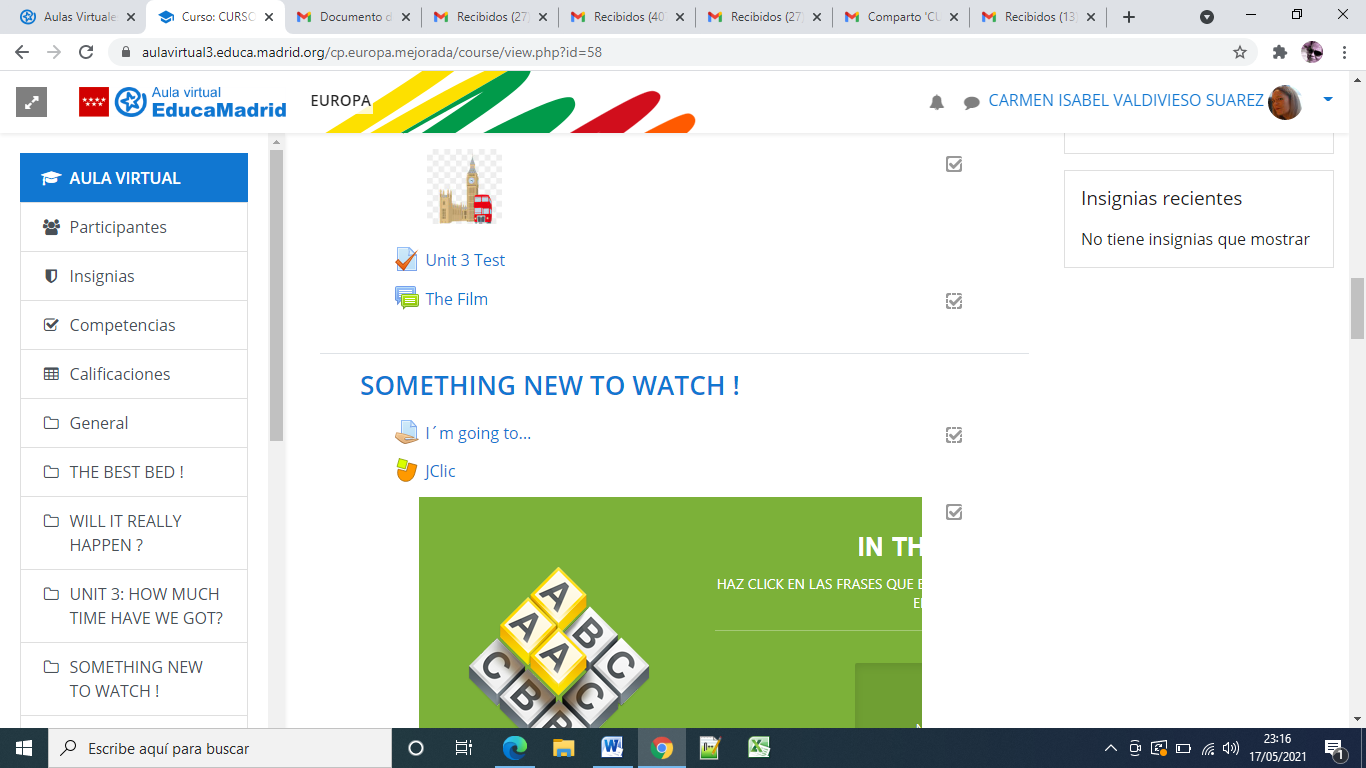 Aulas Virtuale
Curso: CURSO
Documento d
Recibidos (27)
Recibidos (40
Recibidos (27)
Comparto 'CU
Recibidos (13)
aulavirtual3.educa.madrid.org/cp.europa.mejorada/course/view.php?id=58
Aula virtual
EducaMadrid
EUROPA
CARMEN ISABEL VALDIVIESO SUAREZ
AULA VIRTUAL
Participantes
Insignias
Competencias
Calificaciones
General
THE BEST BED !
WILL IT REALLY
HAPPEN ?
UNIT 3: HOW MUCH
TIME HAVE WE GOT?
SOMETHING NEW
TO WATCH !
Unit 3 Test
The Film
SOMETHING NEW TO WATCH !
I´m going to...
JClic
IN TH
HAZ CLICK EN LAS FRASES QUE E
A
A
B
A
C
C
B
C
B
Insignias recientes
No tiene insignias que mostrar
Escribe aquí para buscar
23:16
17/05/2021
1